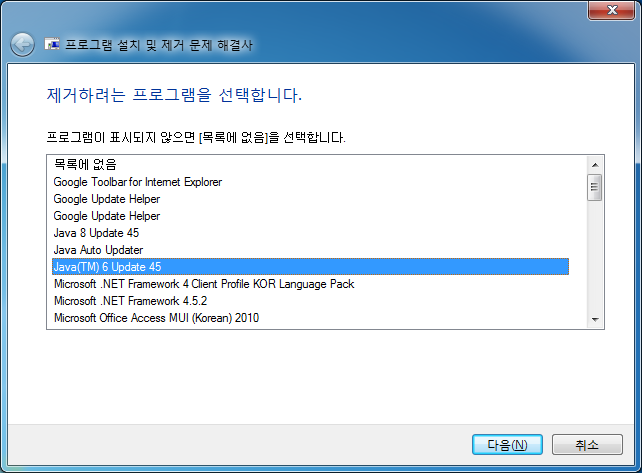 프로그램 설치 및 제거 문제 해결사
제거하려는 프로그램을 선택합니다.
프로그램이 표시되지 않으면 [목록에 없음]을 선택합니다.
목록에 없음
Google Toolbar for Internet Explorer
Google Update Helper
Google Update Helper
Java 8 Update 45
Java Auto Updater
Java(TM) 6 Update 45
Microsoft .NET Framework 4 Client Profile KOR Language Pack
Microsoft .NET Framework 4.5.2
Microsoft Office Access MUI (Korean) 2010
다음(N)
취소